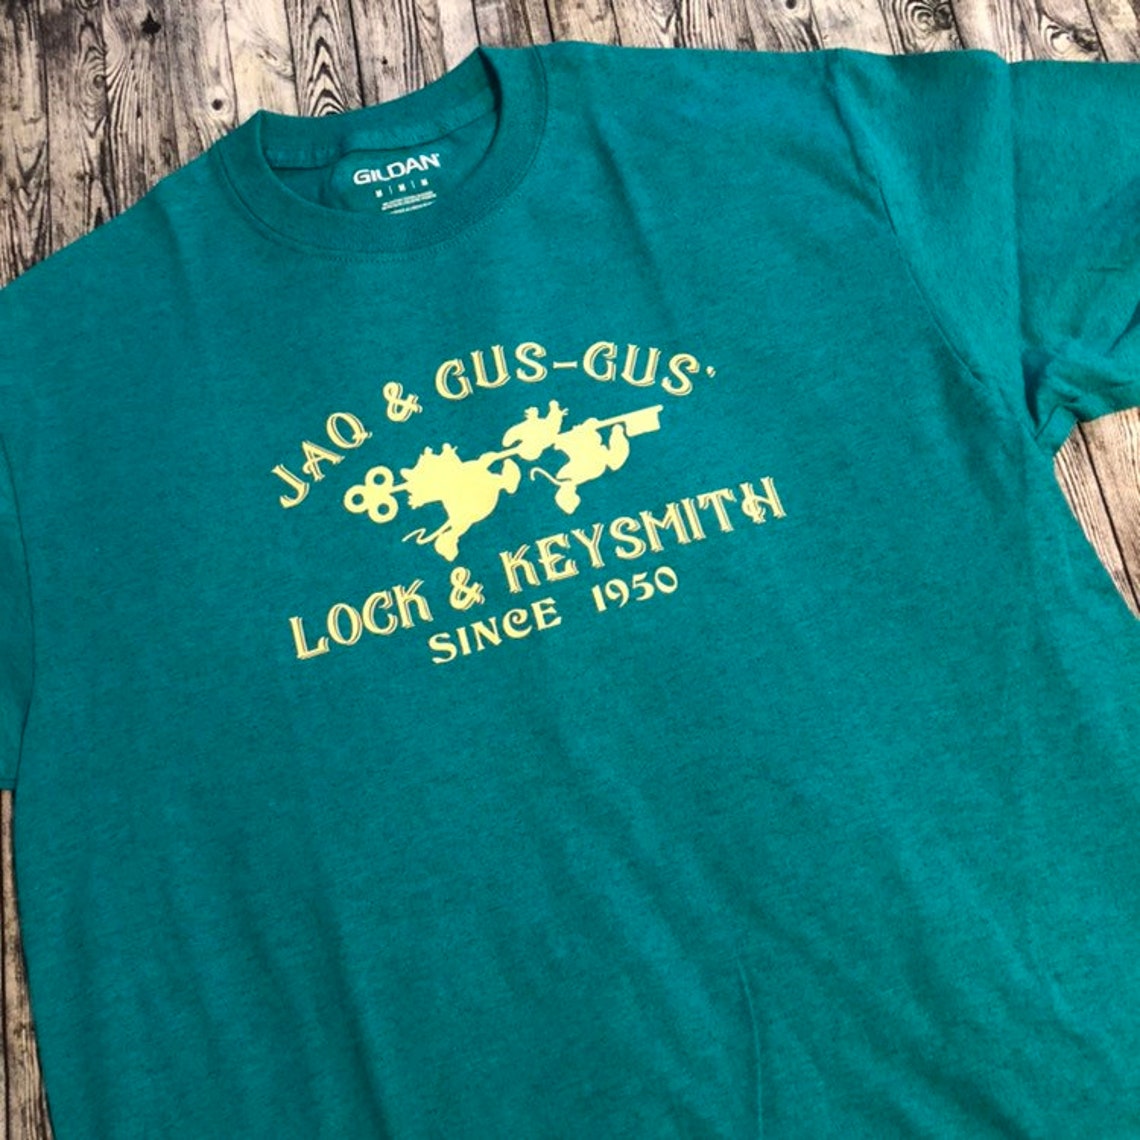 GILDAN
M | M | M
JAQ & GUS-GUS'
LOCK & KEYSMITH
SINCE 1950